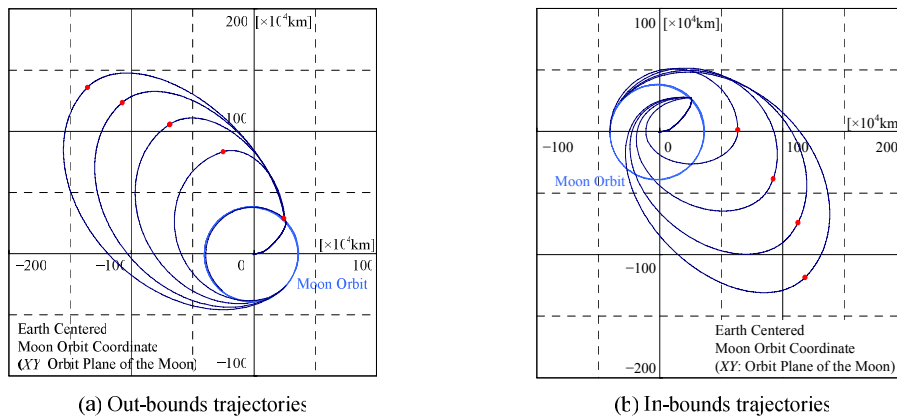 200
[×10⁴km]
100
[×10⁴km]
−200
−100
0
100
Moon Orbit
Earth Centered
Moon Orbit Coordinate
(XY: Orbit Plane of the Moon)
−100
(a) Out-bounds trajectories
100
[×10⁴km]
[×10⁴km]
−100
0
100
200
Moon Orbit
−100
Earth Centered
Moon Orbit Coordinate
(XY: Orbit Plane of the Moon)
−200
(b) In-bounds trajectories